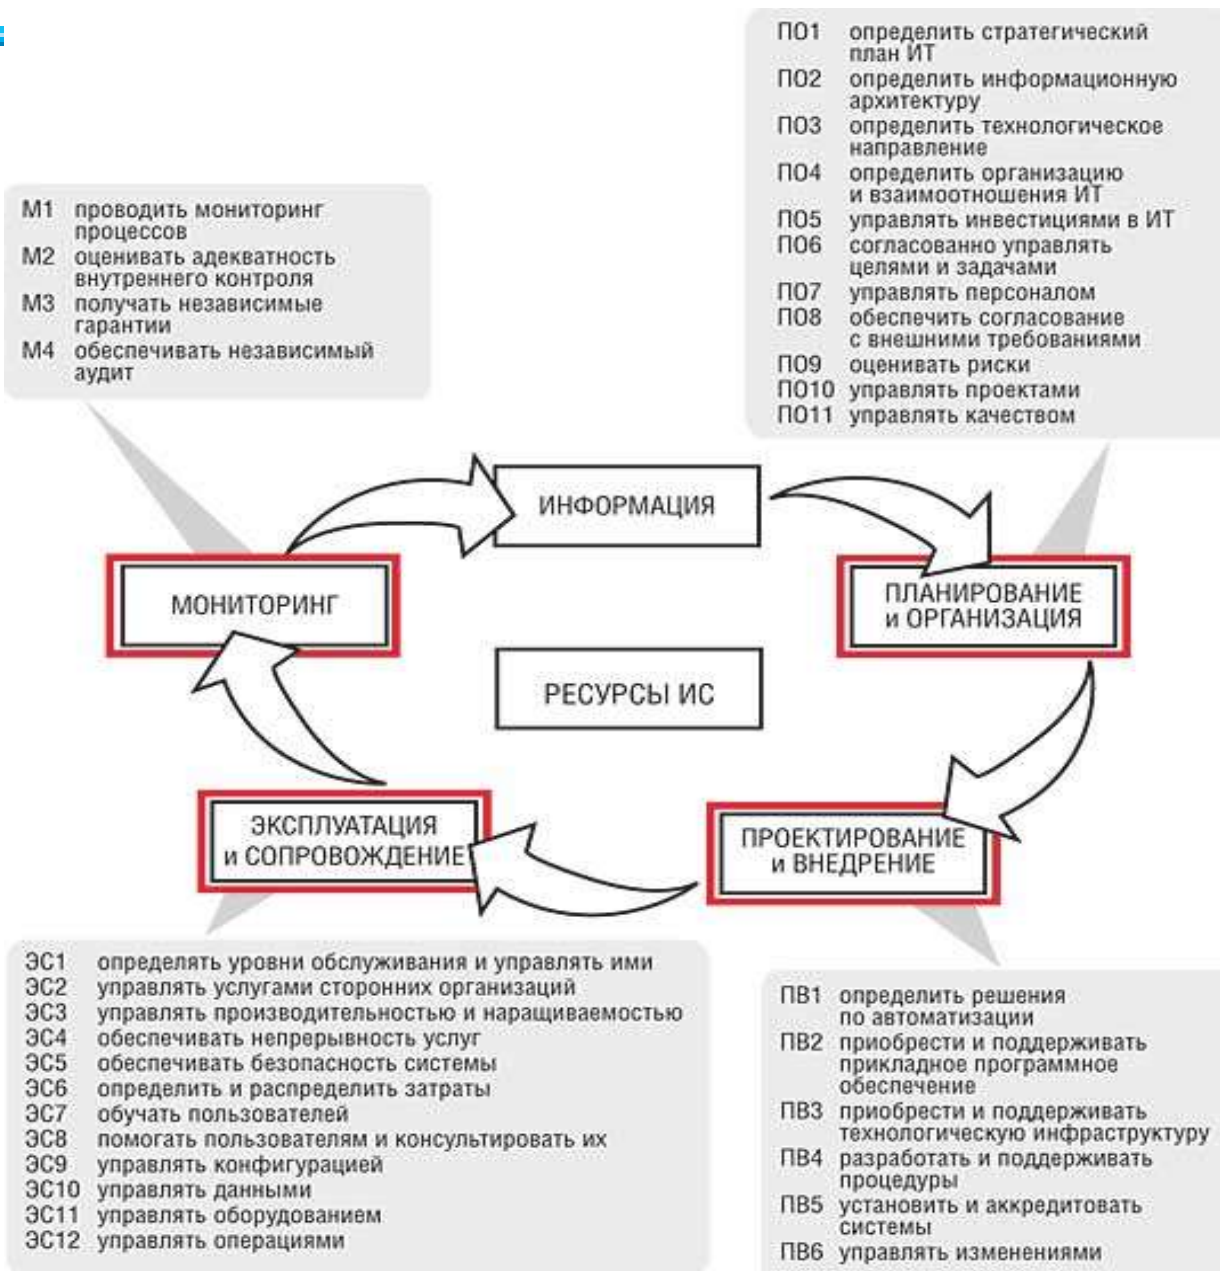 ПО1 определить стратегический
план ИТ
ПО2 определить информационную
архитектуру
ПО3 определить технологическое
направление
ПО4 определить организацию
и взаимоотношения ИТ
ПО5 управлять инвестициями в ИТ
ПО6 согласованно управлять
целями и задачами
ПО7 управлять персоналом
ПО8 обеспечить согласование
с внешними требованиями
ПО9 оценивать риски
ПО10 управлять проектами
ПО11 управлять качеством
М1 проводить мониторинг
процессов
М2 оценивать адекватность
внутреннего контроля
М3 получать независимые
гарантии
М4 обеспечивать независимый
аудит
ИНФОРМАЦИЯ
МОНИТОРИНГ
ПЛАНИРОВАНИЕ
и ОРГАНИЗАЦИЯ
РЕСУРСЫ ИС
ЭКСПЛУАТАЦИЯ
и СОПРОВОЖДЕНИЕ
ПРОЕКТИРОВАНИЕ
и ВНЕДРЕНИЕ
ЭС1 определять уровни обслуживания и управлять ими
ЭС2 управлять услугами сторонних организаций
ЭС3 управлять производительностью и наращиваемостью
ЭС4 обеспечивать непрерывность услуг
ЭС5 обеспечивать безопасность системы
ЭС6 определить и распределить затраты
ЭС7 обучать пользователей
ЭС8 помогать пользователям и консультировать их
ЭС9 управлять конфигурацией
ЭС10 управлять данными
ЭС11 управлять оборудованием
ЭС12 управлять операциями
ПВ1 определить решения
по автоматизации
ПВ2 приобрести и поддерживать
прикладное программное
обеспечение
ПВ3 приобрести и поддерживать
технологическую инфраструктуру
ПВ4 разработать и поддерживать
процедуры
ПВ5 установить и аккредитовать
системы
ПВ6 управлять изменениями